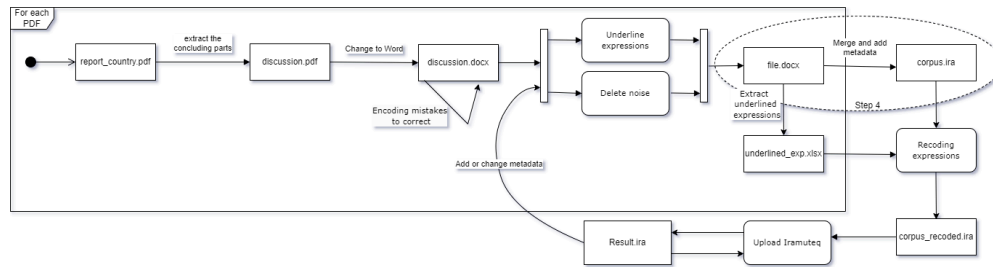 For each
PDF
extract the
concluding parts
Change to Word
Underline
expressions
Merge and add
metadata
report_country.pdf
discussion.pdf
discussion.docx
file.docx
corpus.ira
Delete noise
Extract
underlined
expressions
Step 4
Encoding mistakes
to correct
underlined_exp.xlsx
Recoding
expressions
Add or change metadata
Result.ira
Upload Iramuteq
corpus_recoded.ira